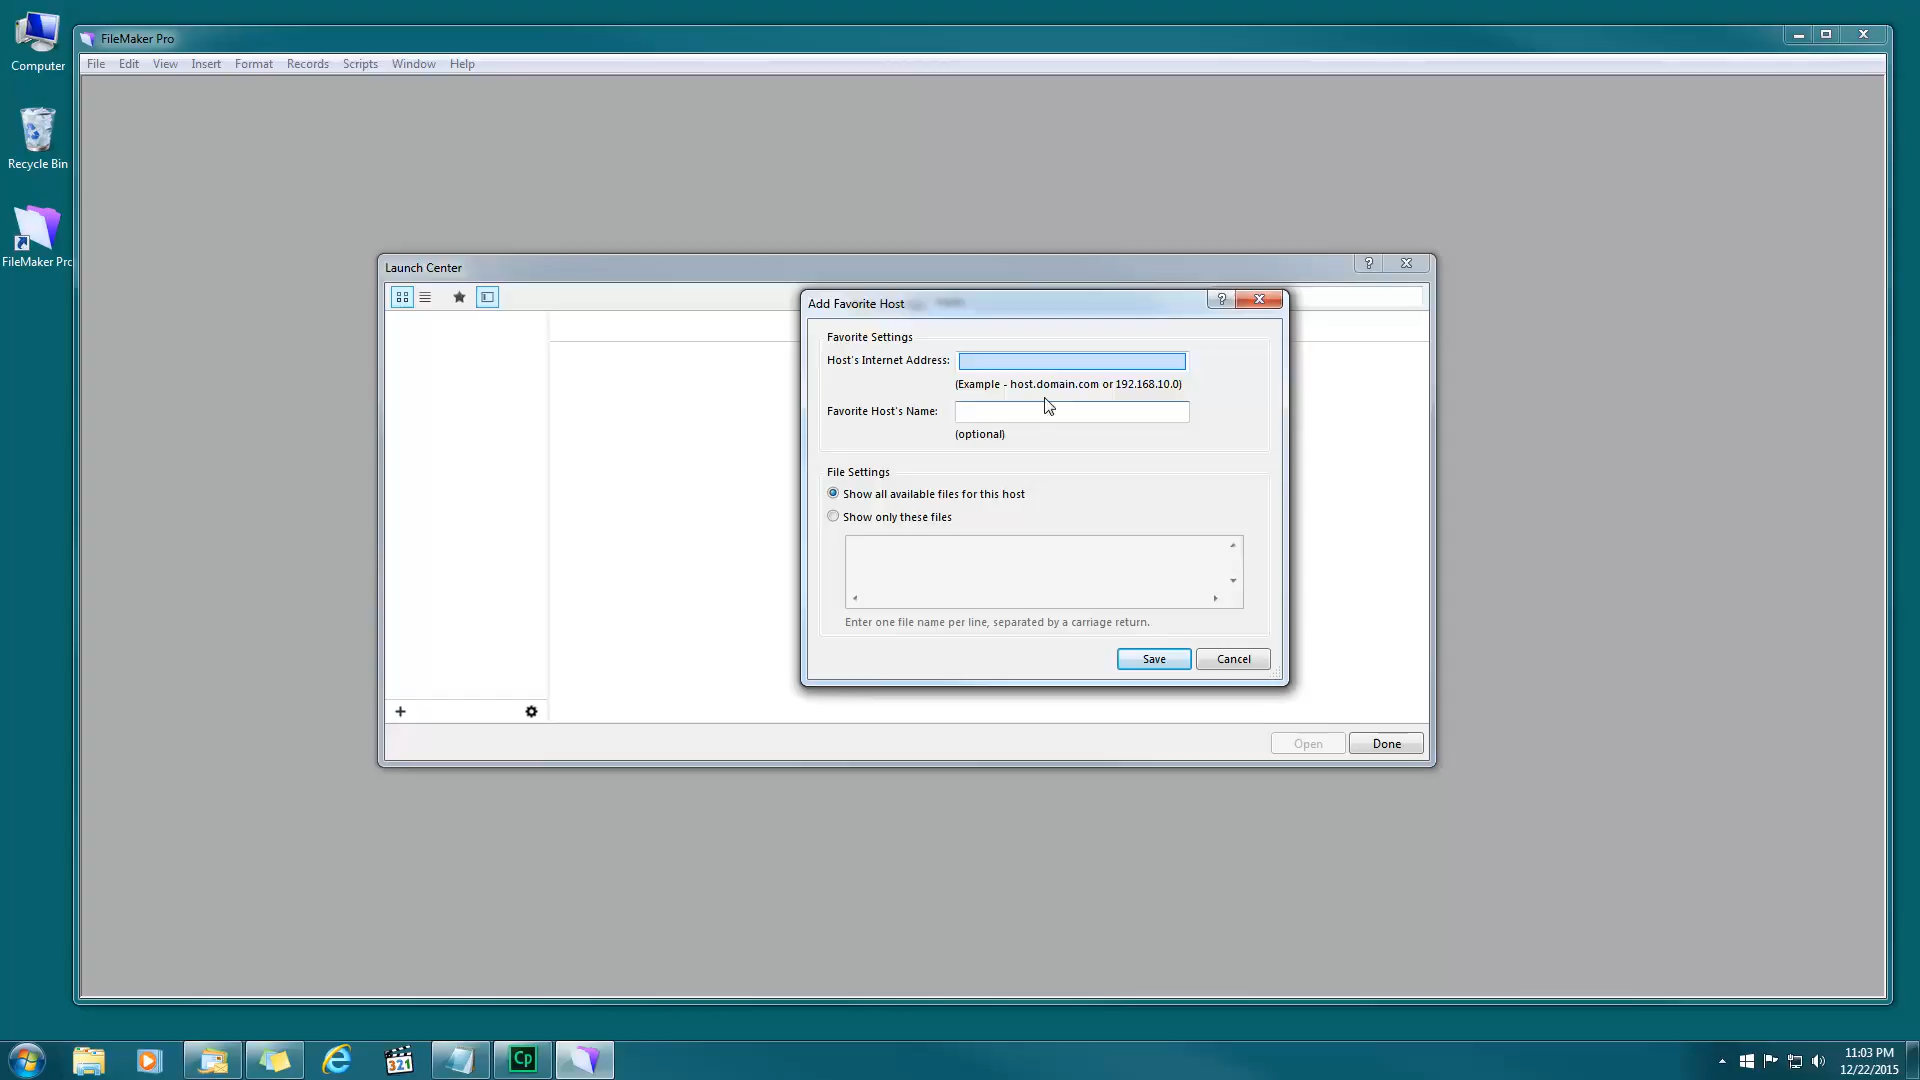 Computer
Recycle Bin
FileMaker Pro
FileMaker Pro
File Edit View Insert Format Records Scripts Window Help
Launch Center
?
Add Favorite Host
?
Favorite Settings
Host's Internet Address:
(Example - host.domain.com or 192.168.10.0)
Favorite Host's Name:
(optional)
File Settings
Show all available files for this host
Show only these files
Enter one file name per line, separated by a carriage return.
Save Cancel
+
Open Done
321
Cp
11:03 PM
12/22/2015